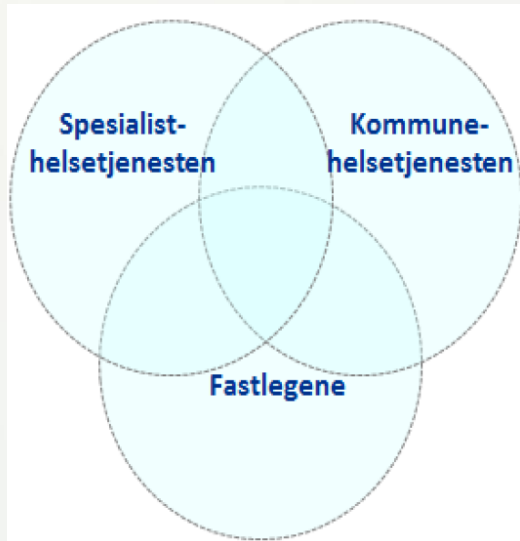 Spesialist-
helsetjenesten
Kommune-
helsetjenesten
Fastlegene